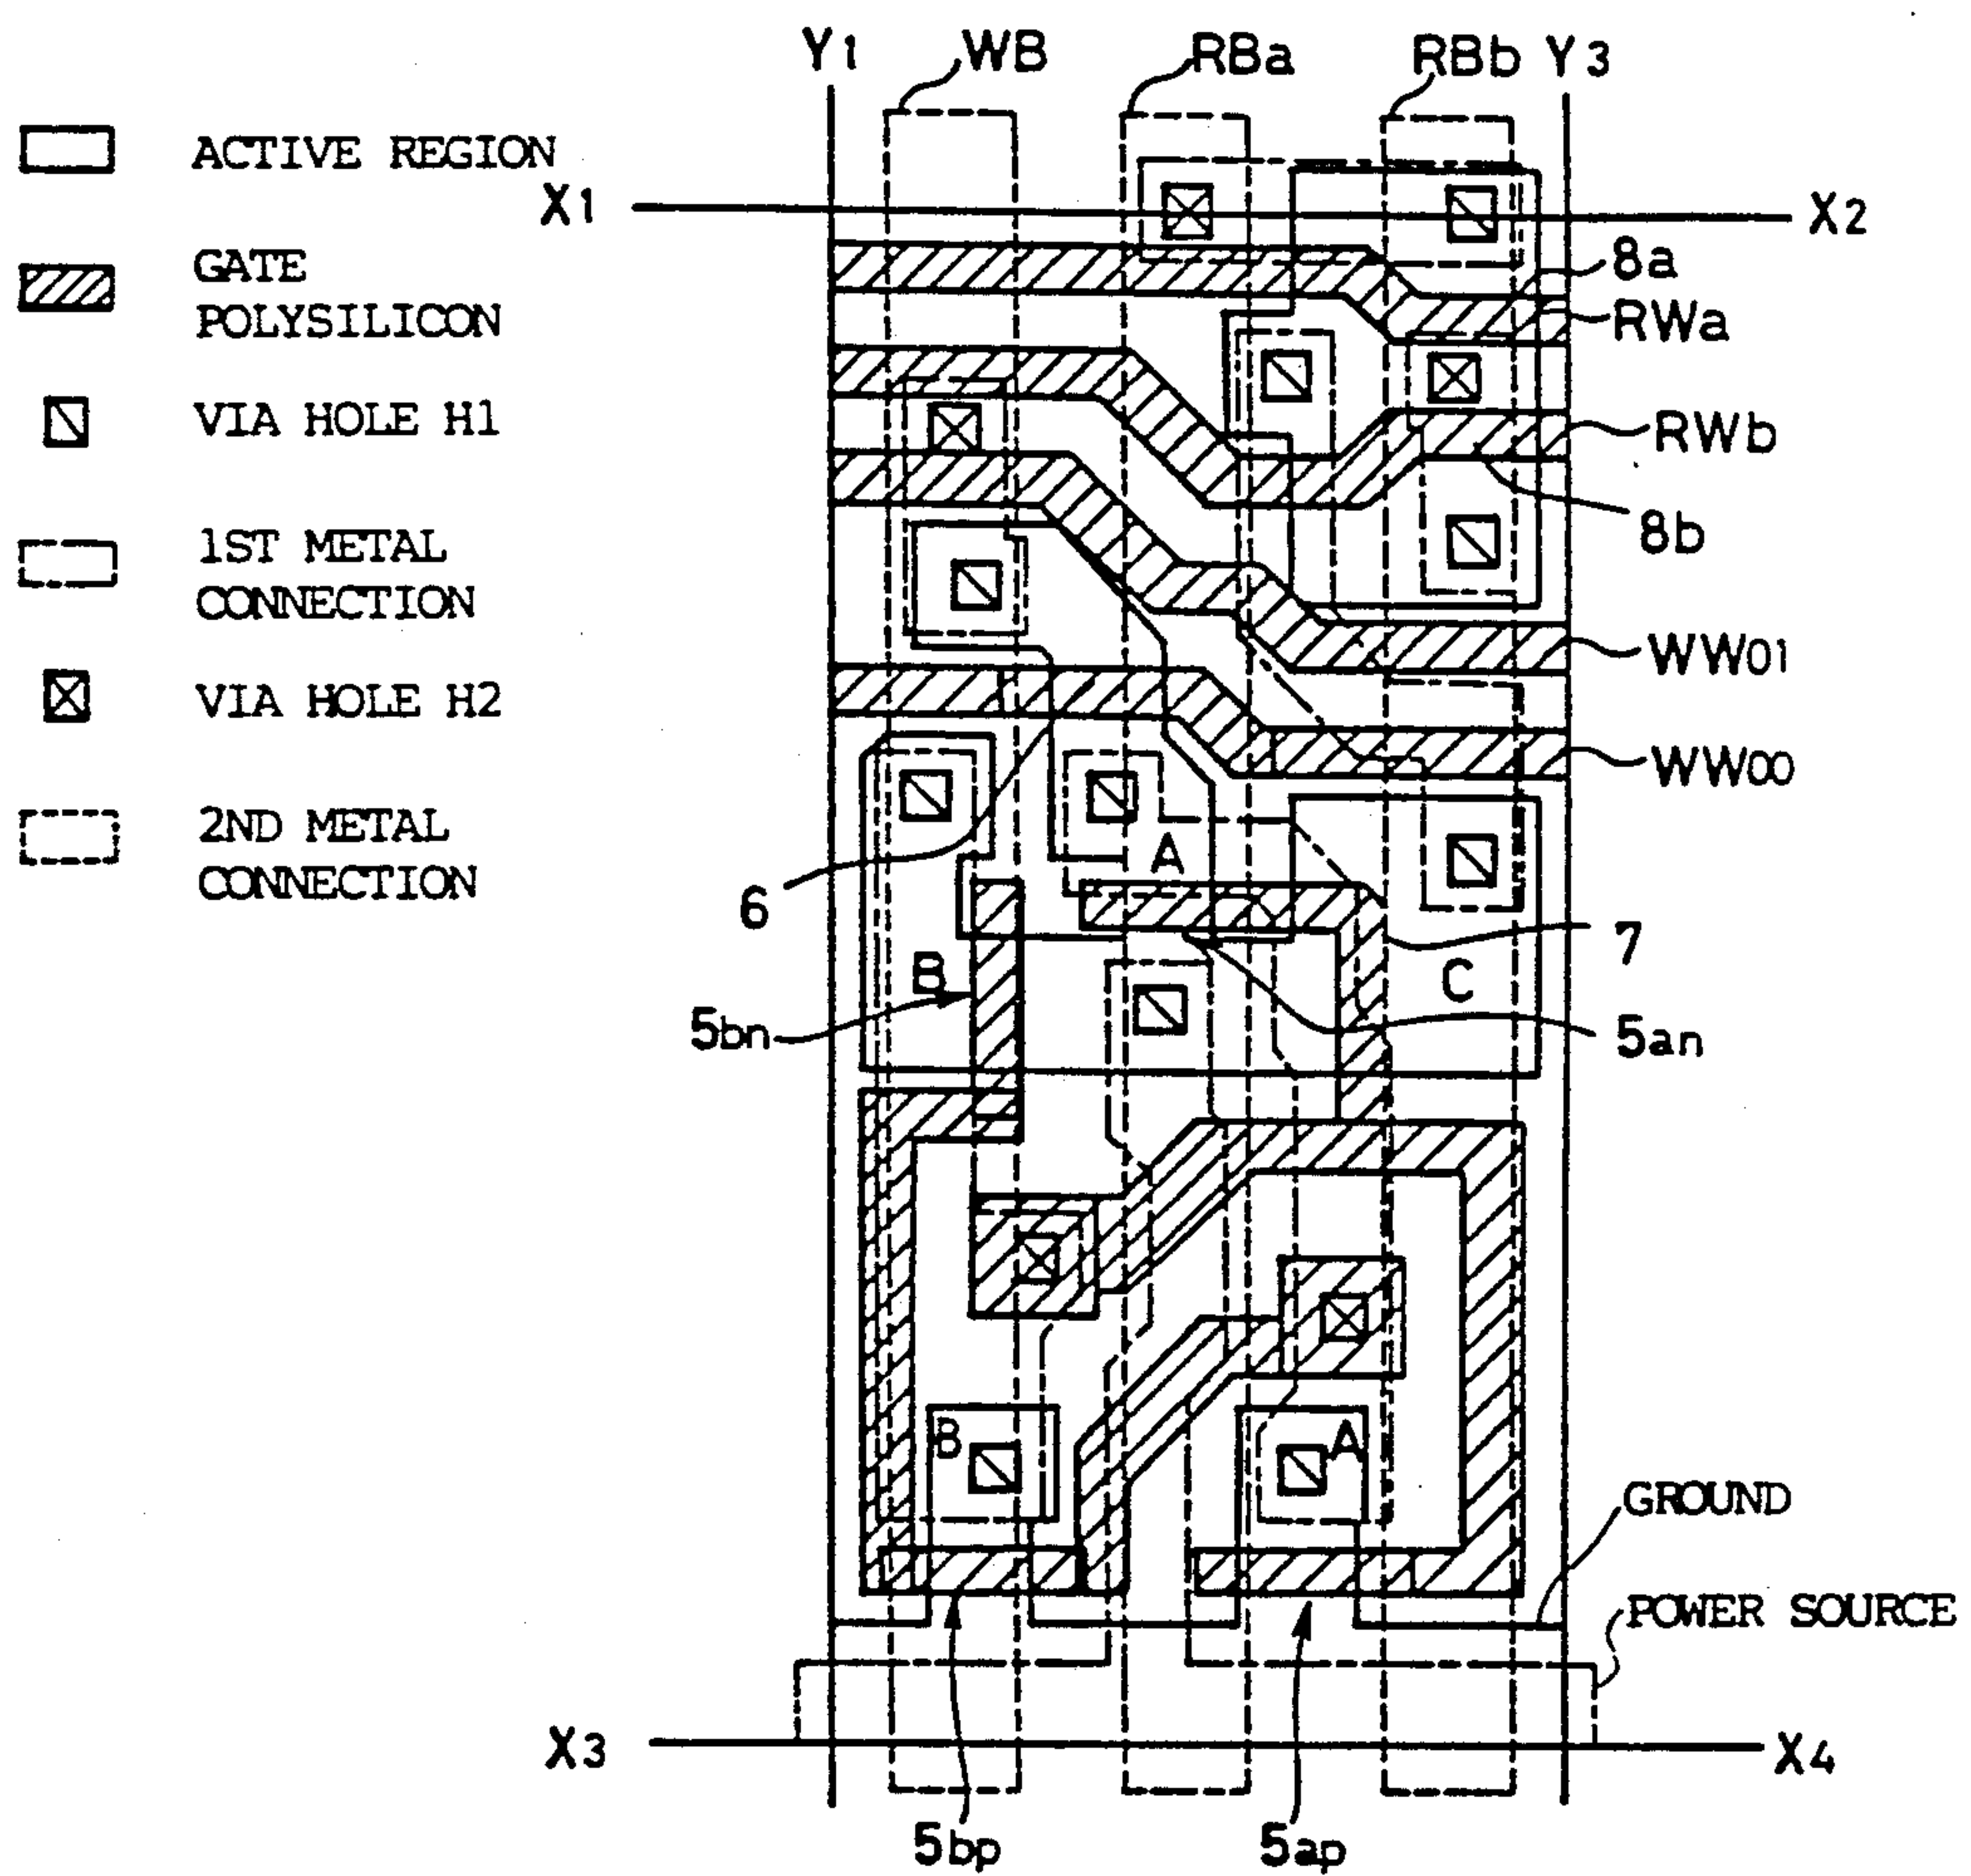 Y1
WB
RBa
RBb
Y3
ACTIVE REGION
X1
X2
GATE
POLYSILICON
8a
RWa
VIA HOLE H1
RWb
8b
1ST METAL
CONNECTION
WW01
VIA HOLE H2
WW00
2ND METAL
CONNECTION
A
6
7
B
C
5bn
5an
B
A
GROUND
POWER SOURCE
X3
X4
5bp
5ap